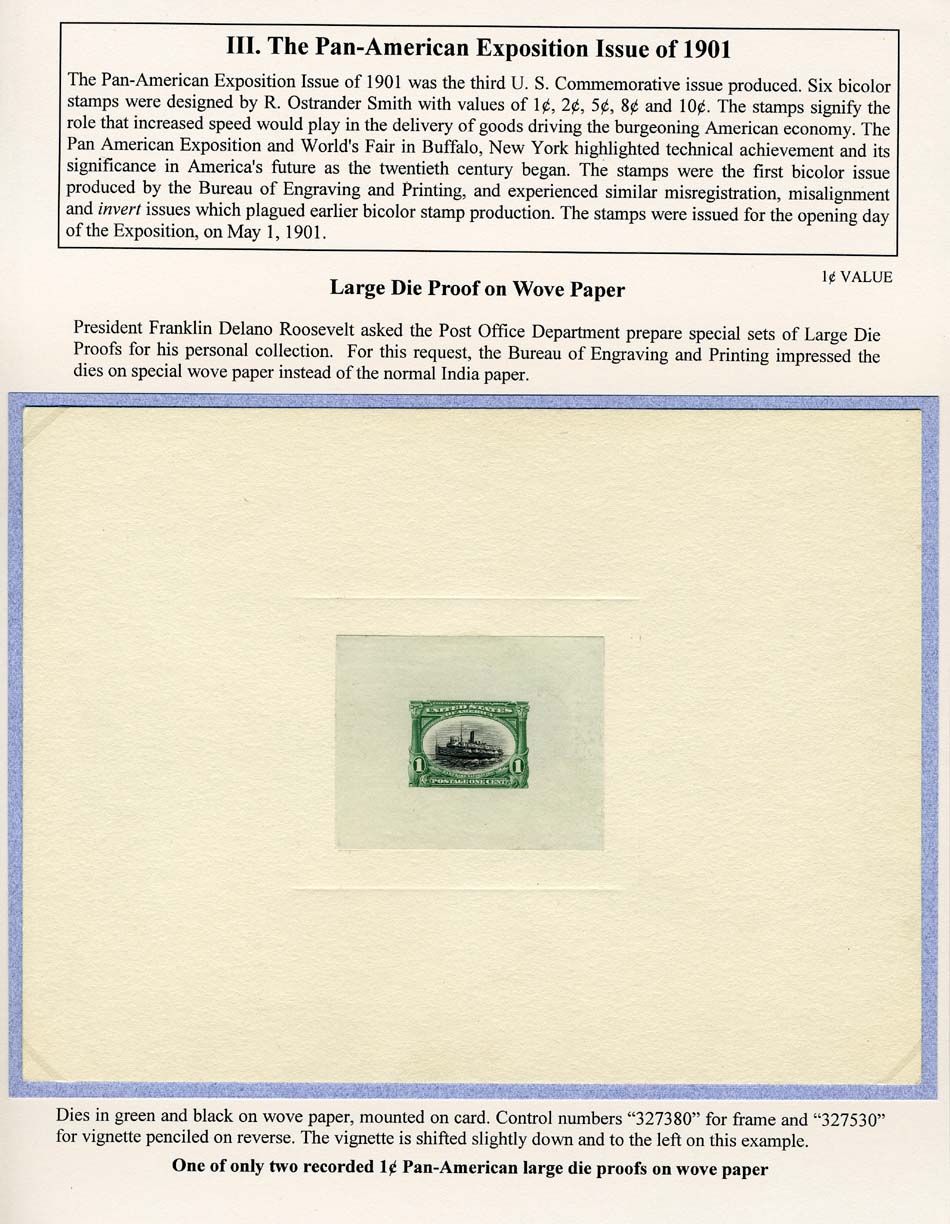 III. The Pan-American Exposition Issue of 1901
The Pan-American Exposition Issue of 1901 was the third U. S. Commemorative issue produced. Six bicolor
stamps were designed by R. Ostrander Smith with values of 1¢, 2¢, 5¢, 8¢ and 10¢. The stamps signify the
role that increased speed would play in the delivery of goods driving the burgeoning American economy. The
Pan American Exposition and World's Fair in Buffalo, New York highlighted technical achievement and its
significance in America's future as the twentieth century began. The stamps were the first bicolor issue
produced by the Bureau of Engraving and Printing, and experienced similar misregistration, misalignment
and invert issues which plagued earlier bicolor stamp production. The stamps were issued for the opening day
of the Exposition, on May 1, 1901.
1¢ VALUE
Large Die Proof on Wove Paper
President Franklin Delano Roosevelt asked the Post Office Department prepare special sets of Large Die
Proofs for his personal collection. For this request, the Bureau of Engraving and Printing impressed the
dies on special wove paper instead of the normal India paper.
UNITED STATES
OF AMERICA
1 1
POSTAGE ONE CENT
Dies in green and black on wove paper, mounted on card. Control numbers “327380” for frame and “327530”
for vignette penciled on reverse. The vignette is shifted slightly down and to the left on this example.
One of only two recorded 1¢ Pan-American large die proofs on wove paper